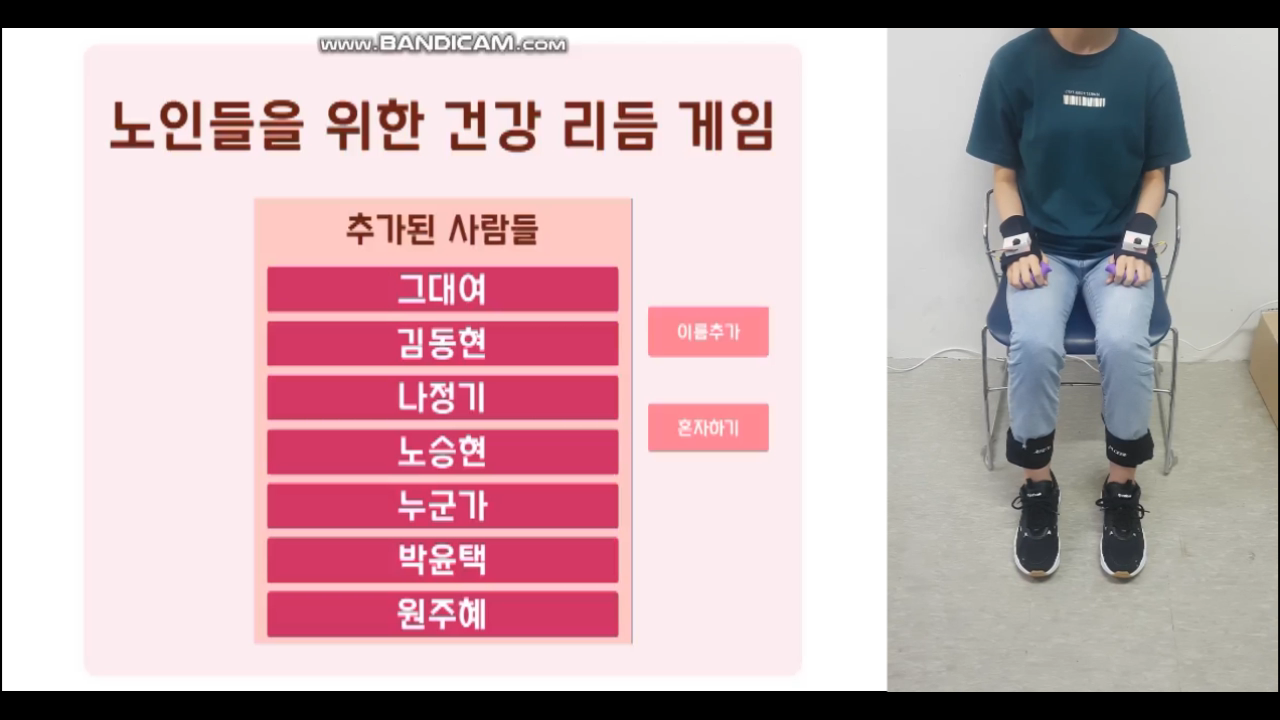 www.BANDICAM.com
노인들을 위한 건강 리듬 게임
추가된 사람들
그대여
김동현
나정기
노승현
누군가
박윤택
원주혜
이름추가
혼자하기